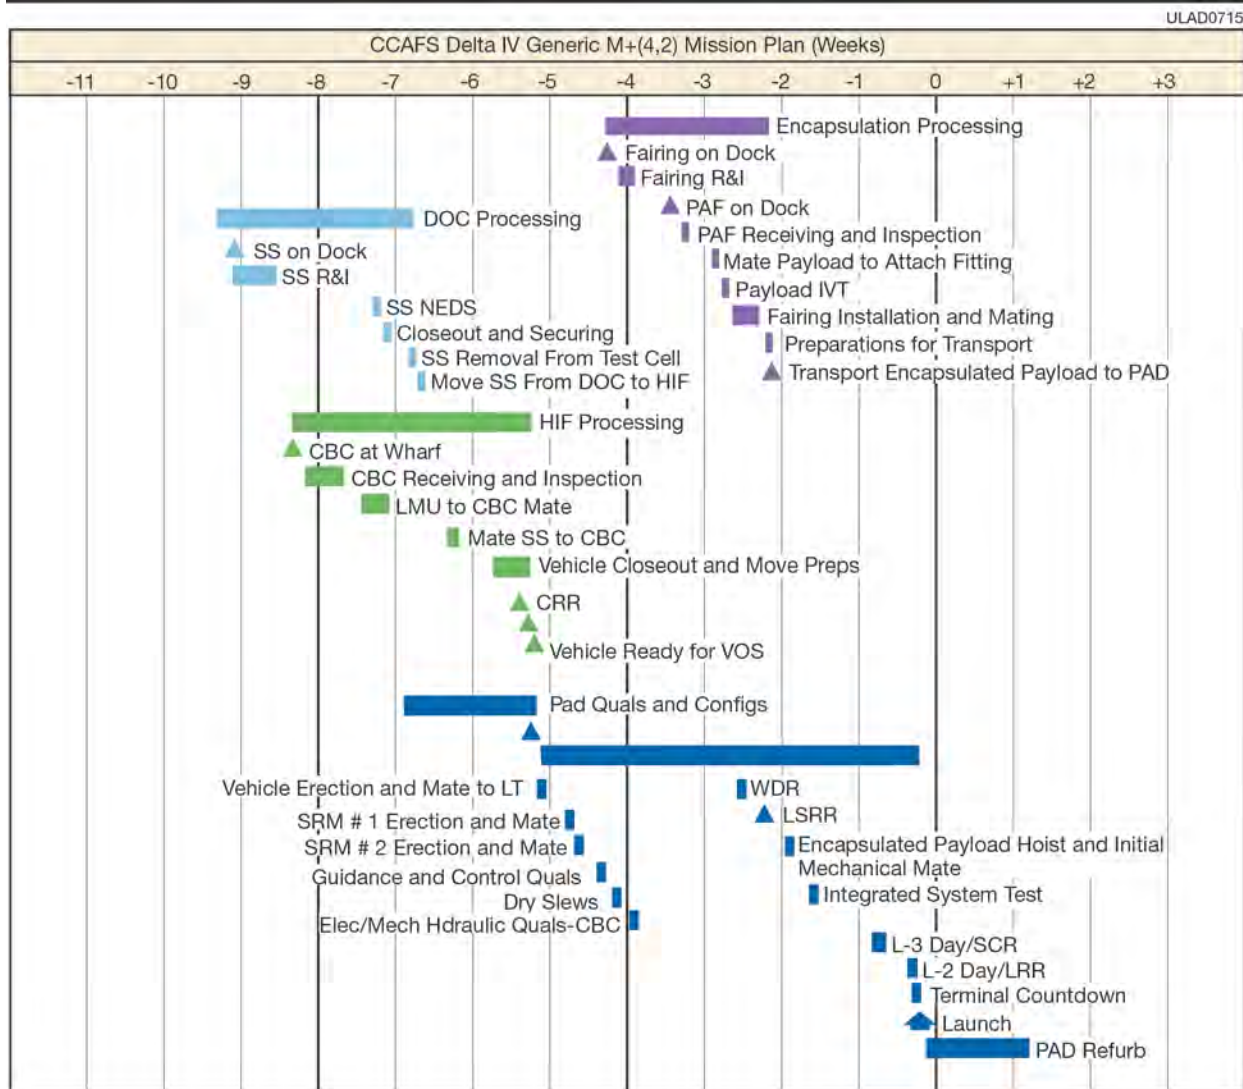 ULAD0715
CCAFS Delta IV Generic M+(4,2) Mission Plan (Weeks)
-11 -10 -9 -8 -7 -6 -5 -4 -3 -2 -1 0 +1 +2 +3
Encapsulation Processing
Fairing on Dock
Fairing R&I
PAF on Dock
DOC Processing
PAF Receiving and Inspection
SS on Dock
Mate Payload to Attach Fitting
SS R&I
Payload IVT
SS NEDS
Fairing Installation and Mating
Closeout and Securing
Preparations for Transport
SS Removal From Test Cell
Transport Encapsulated Payload to PAD
Move SS From DOC to HIF
HIF Processing
CBC at Wharf
CBC Receiving and Inspection
LMU to CBC Mate
Mate SS to CBC
Vehicle Closeout and Move Preps
CRR
Vehicle Ready for VOS
Pad Quals and Configs
Vehicle Erection and Mate to LT
WDR
LSRR
SRM # 1 Erection and Mate
SRM # 2 Erection and Mate
Encapsulated Payload Hoist and Initial
Mechanical Mate
Guidance and Control Quals
Integrated System Test
Dry Slews
Elec/Mech Hdraulic Quals-CBC
L-3 Day/SCR
L-2 Day/LRR
Terminal Countdown
Launch
PAD Refurb